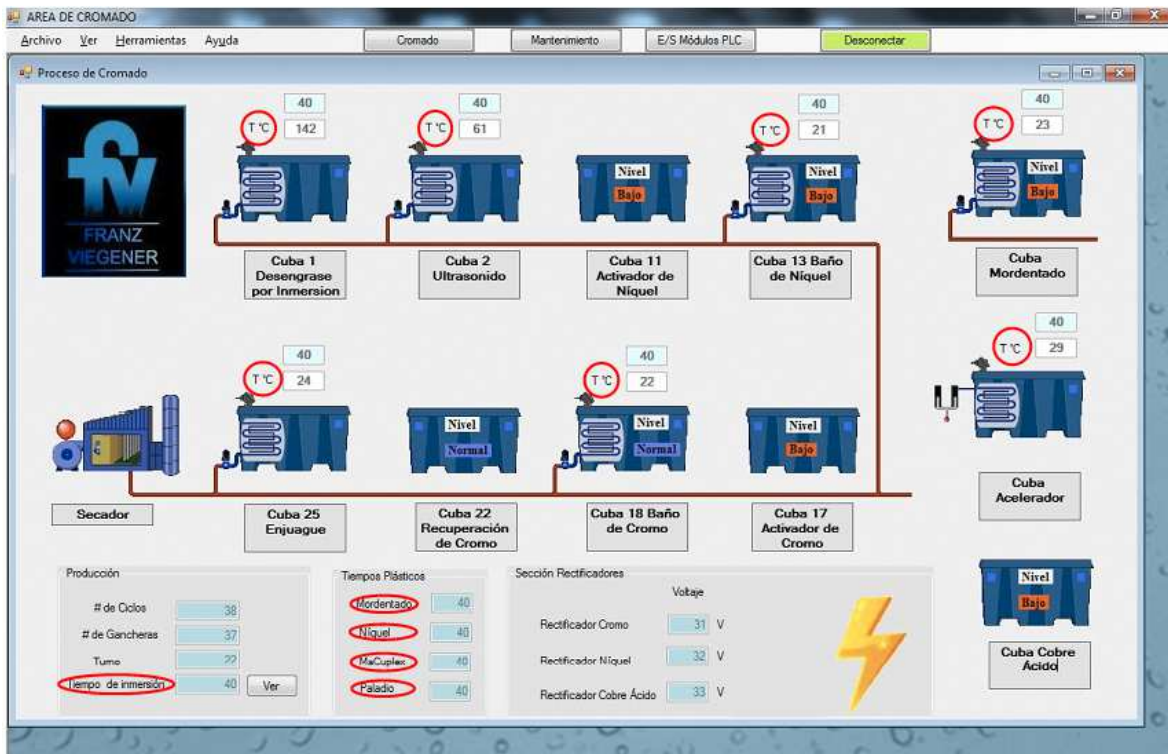 AREA DE CROMADO
Archivo Ver Herramientas Ayuda Cromado Mantenimiento E/S Módulos PLC Desconectar
Proceso de Cromado
fv
FRANZ
VIEGENER
40 40 40 40
T °C 142 T °C 61 T °C 21 T °C 23
Nivel Nivel Nivel
Bajo Bajo Bajo
Cuba 1
Desengrase
por Inmersion
Cuba 2
Ultrasonido
Cuba 11
Activador de
Níquel
Cuba 13 Baño
de Níquel
Cuba
Mordentado
40 40 40
T °C 24 T °C 22 T °C 29
Nivel Nivel Nivel
Normal Normal Bajo
Secador
Cuba 25
Enjuague
Cuba 22
Recuperación
de Cromo
Cuba 18 Baño
de Cromo
Cuba 17
Activador de
Cromo
Cuba
Acelerador
Producción
# de Ciclos 38
# de Gancheras 37
Turno 22
Tiempo de inmersión 40 Ver
Tiempos Plásticos
Mordentado 40
Níquel 40
MaCuplex 40
Paladio 40
Sección Rectificadores
Voltaje
Rectificador Cromo 31 V
Rectificador Níquel 32 V
Rectificador Cobre Ácido 33 V
Nivel
Bajo
Cuba Cobre
Ácido